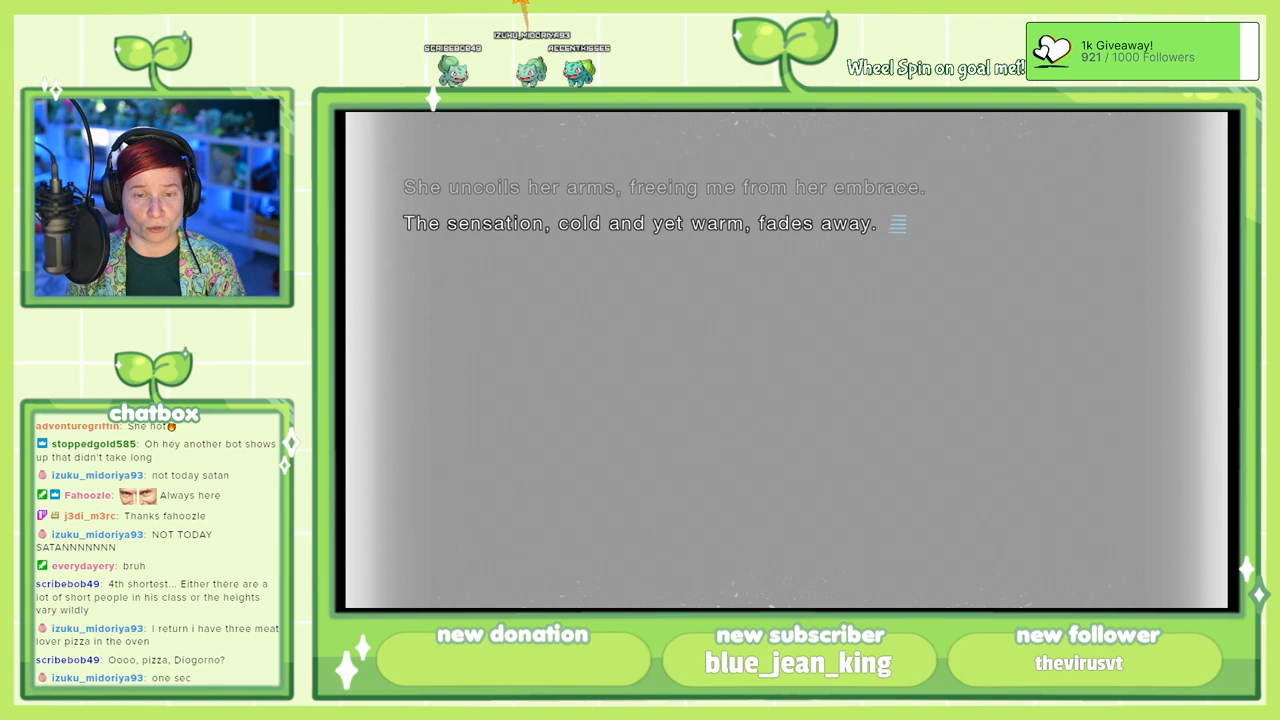 SCRIBEBOB49
IZUKU_MIDORIYA93
ACCENTKISSES
Wheel Spin on goal met!
1k Giveaway!
921 / 1000 Followers
She uncoils her arms, freeing me from her embrace.
The sensation, cold and yet warm, fades away.
chatbox
adventuregriffin: She hot
stoppedgold585: Oh hey another bot shows
up that didn't take long
izuku_midoriya93: not today satan
Fahoozle: Always here
j3di_m3rc: Thanks fahoozle
izuku_midoriya93: NOT TODAY
SATANNNNNN
everydayery: bruh
scribebob49: 4th shortest... Either there are a
lot of short people in his class or the heights
vary wildly
izuku_midoriya93: I return i have three meat
lover pizza in the oven
scribebob49: Oooo, pizza, Diogorno?
izuku_midoriya93: one sec
new donation
new subscriber
blue_jean_king
new follower
thevirusvt